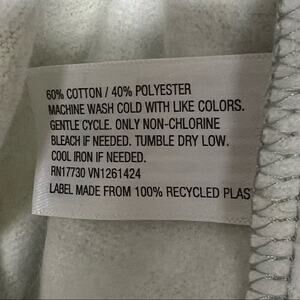 60% COTTON / 40% POLYESTER
MACHINE WASH COLD WITH LIKE COLORS.
GENTLE CYCLE. ONLY NON-CHLORINE
BLEACH IF NEEDED. TUMBLE DRY LOW.
COOL IRON IF NEEDED.
RN17730 VN1261424
LABEL MADE FROM 100% RECYCLED PLAS